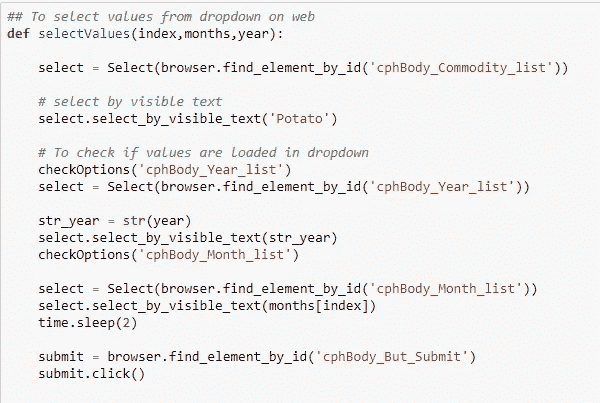 ## To select values from dropdown on web
def selectValues(index,months,year):
select = Select(browser.find_element_by_id('cphBody_Commodity_list'))
# select by visible text
select.select_by_visible_text('Potato')
# To check if values are loaded in dropdown
checkOptions('cphBody_Year_list')
select = Select(browser.find_element_by_id('cphBody_Year_list'))
str_year = str(year)
select.select_by_visible_text(str_year)
checkOptions('cphBody_Month_list')
select = Select(browser.find_element_by_id('cphBody_Month_list'))
select.select_by_visible_text(months[index])
time.sleep(2)
submit = browser.find_element_by_id('cphBody_But_Submit')
submit.click()